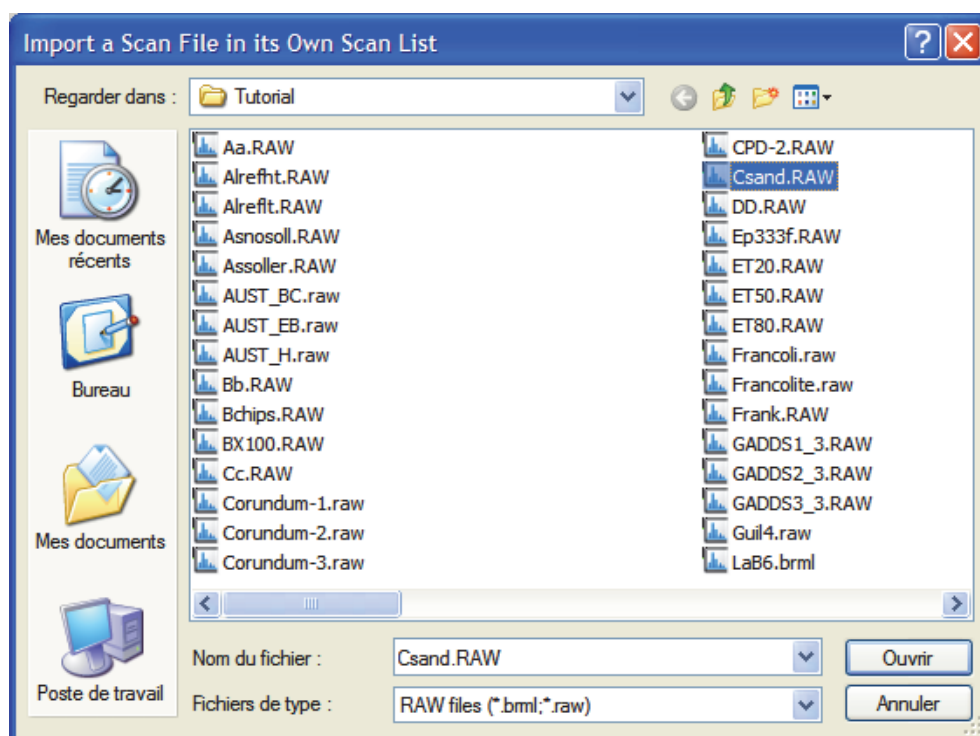 Import a Scan File in its Own Scan List
Regarder dans :
Tutorial
Mes documents
récents
Bureau
Mes documents
Poste de travail
Aa.RAW
Alrefht.RAW
Alreflt.RAW
Asnosoll.RAW
Assoller.RAW
AUST_BC.raw
AUST_EB.raw
AUST_H.raw
Bb.RAW
Bchips.RAW
BX100.RAW
Cc.RAW
Corundum-1.raw
Corundum-2.raw
Corundum-3.raw
CPD-2.RAW
Csand.RAW
DD.RAW
Ep333f.RAW
ET20.RAW
ET50.RAW
ET80.RAW
Francoli.raw
Francolite.raw
Frank.RAW
GADDS1_3.RAW
GADDS2_3.RAW
GADDS3_3.RAW
Guil4.raw
LaB6.brml
Nom du fichier :
Csand.RAW
Ouvrir
Fichiers de type :
RAW files (*.brml;*.raw)
Annuler